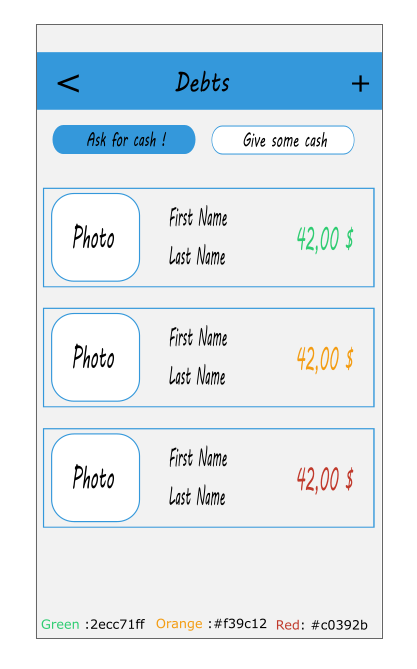 < Debts +
Ask for cash ! Give some cash
Photo
First Name
Last Name
42,00 $
Photo
First Name
Last Name
42,00 $
Photo
First Name
Last Name
42,00 $
Green :2ecc71ff Orange :#f39c12 Red: #c0392b